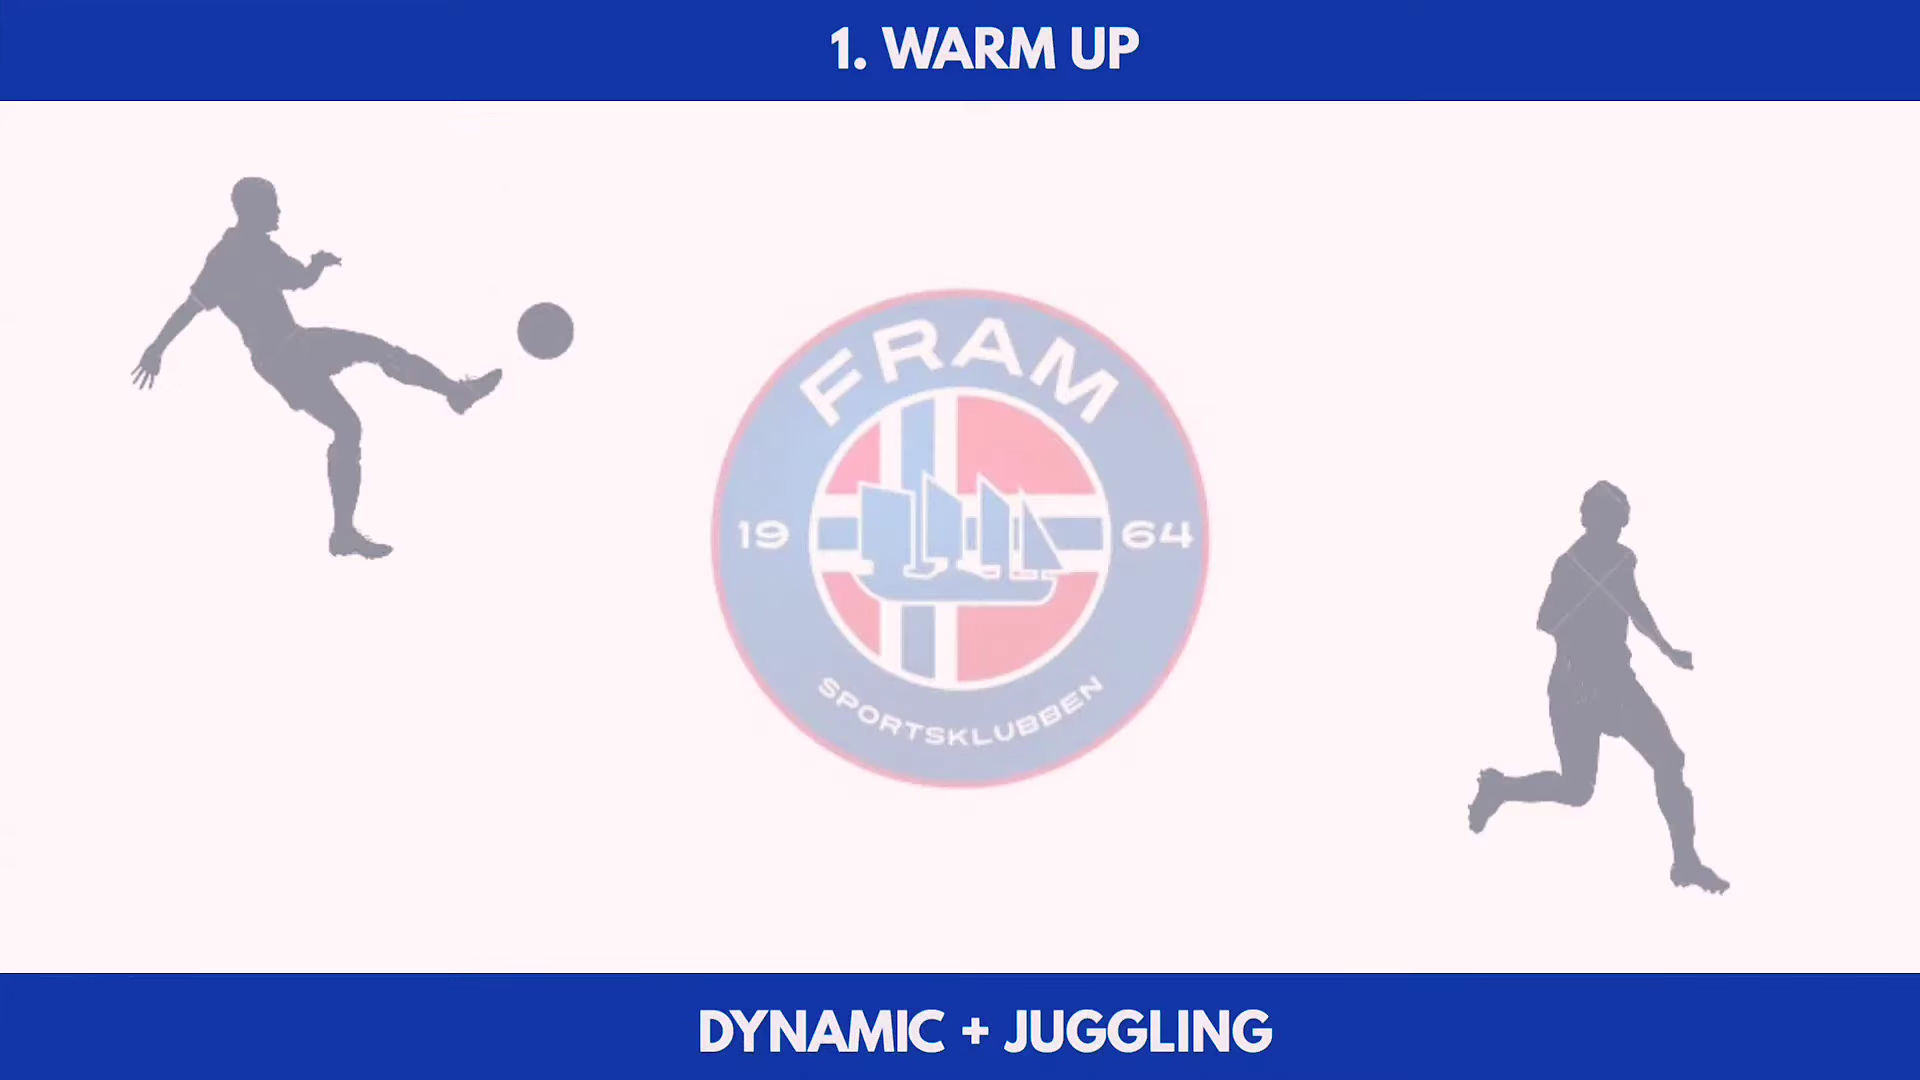 1. WARM UP
FRAM
19 64
SPORTSKLUBBEN
DYNAMIC + JUGGLING